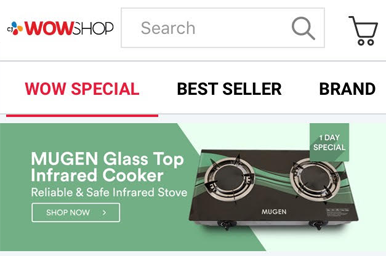 CJ WOWSHOP
Search
WOW SPECIAL
BEST SELLER
BRAND
1 DAY
SPECIAL
MUGEN Glass Top
Infrared Cooker
Reliable & Safe Infrared Stove
SHOP NOW
MUGEN